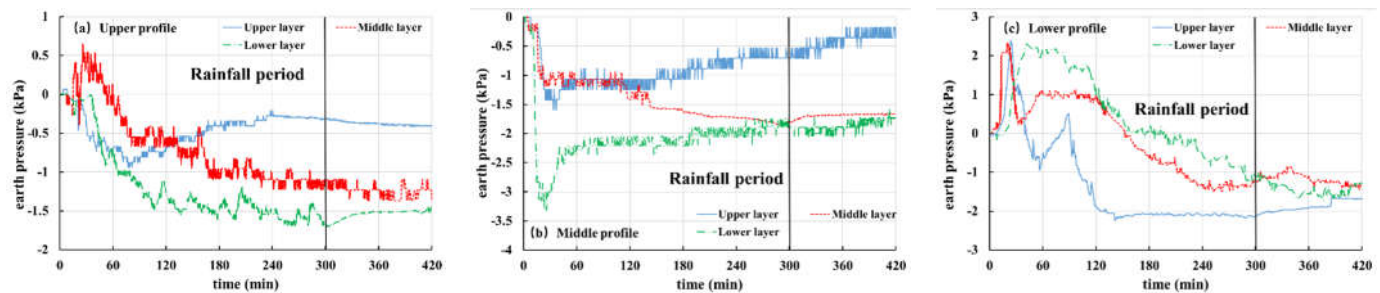 (a) Upper profile
Upper layer
Middle layer
Lower layer
Rainfall period
1
0.5
0
-0.5
-1
-1.5
-2
earth pressure (kPa)
0 60 120 180 240 300 360 420
time (min)
0
-0.5
-1
-1.5
-2
-2.5
-3
-3.5
-4
earth pressure (kPa)
Rainfall period
Upper layer
Middle layer
Lower layer
(b) Middle profile
0 60 120 180 240 300 360 420
time (min)
(c) Lower profile
Upper layer
Middle layer
Lower layer
Rainfall period
3
2
1
0
-1
-2
-3
earth pressure (kPa)
0 60 120 180 240 300 360 420
time (min)